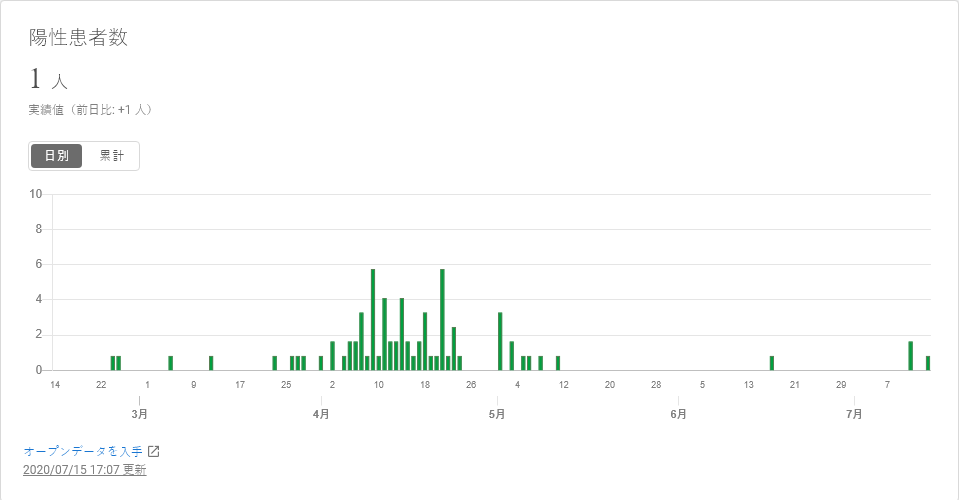 陽性患者数
1 人
実績値（前日比: +1 人）
日別 累計
10
8
6
4
2
0
14 22 1 9 17 25 2 10 18 26 4 12 20 28 5 13 21 29 7
3月 4月 5月 6月 7月
オープンデータを入手
2020/07/15 17:07 更新